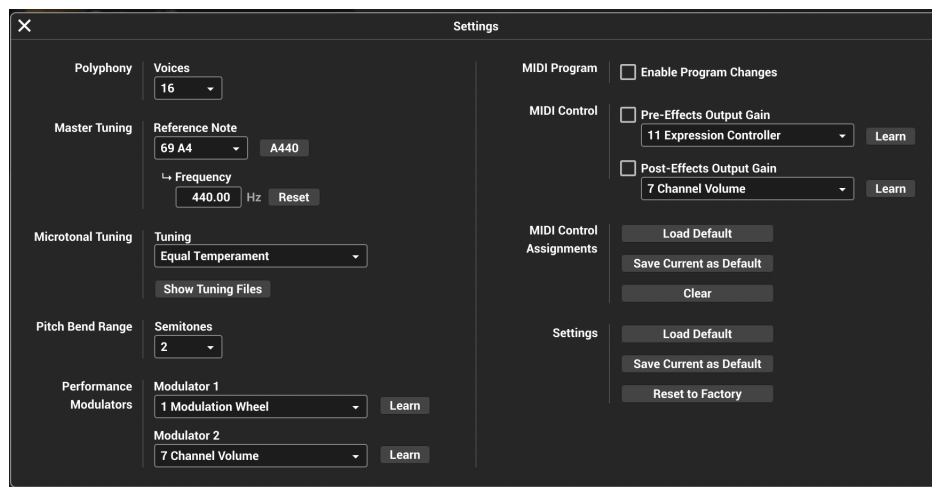 Settings
Polyphony
Voices
16
Master Tuning
Reference Note
69 A4
A440
↳ Frequency
440.00 Hz Reset
Microtonal Tuning
Tuning
Equal Temperament
Show Tuning Files
Pitch Bend Range
Semitones
2
Performance
Modulators
Modulator 1
1 Modulation Wheel
Learn
Modulator 2
7 Channel Volume
Learn
MIDI Program
Enable Program Changes
MIDI Control
Pre-Effects Output Gain
11 Expression Controller
Learn
Post-Effects Output Gain
7 Channel Volume
Learn
MIDI Control
Assignments
Load Default
Save Current as Default
Clear
Settings
Load Default
Save Current as Default
Reset to Factory